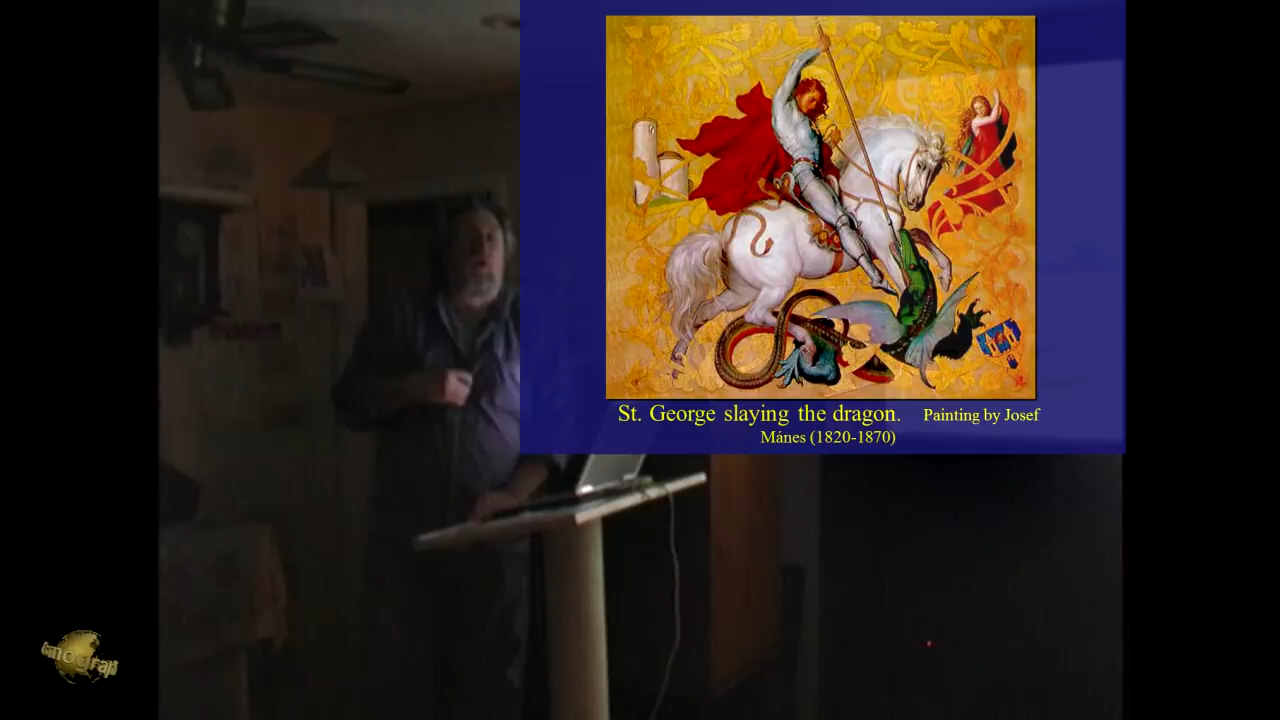 St. George slaying the dragon. Painting by Josef
Mánes (1820-1870)